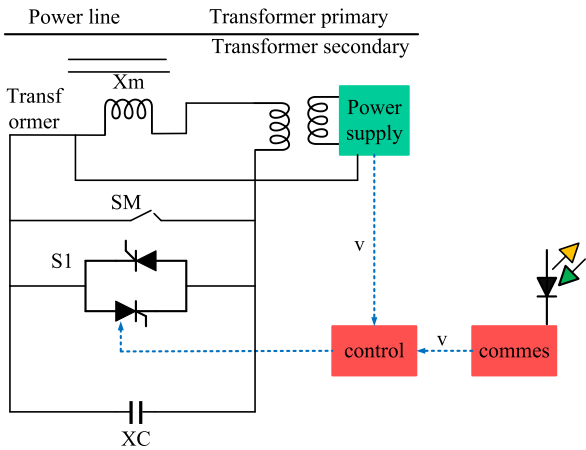 Power line
Transformer primary
Transformer secondary
Xm
Transf
ormer
Power
supply
SM
v
S1
control
v
commes
XC